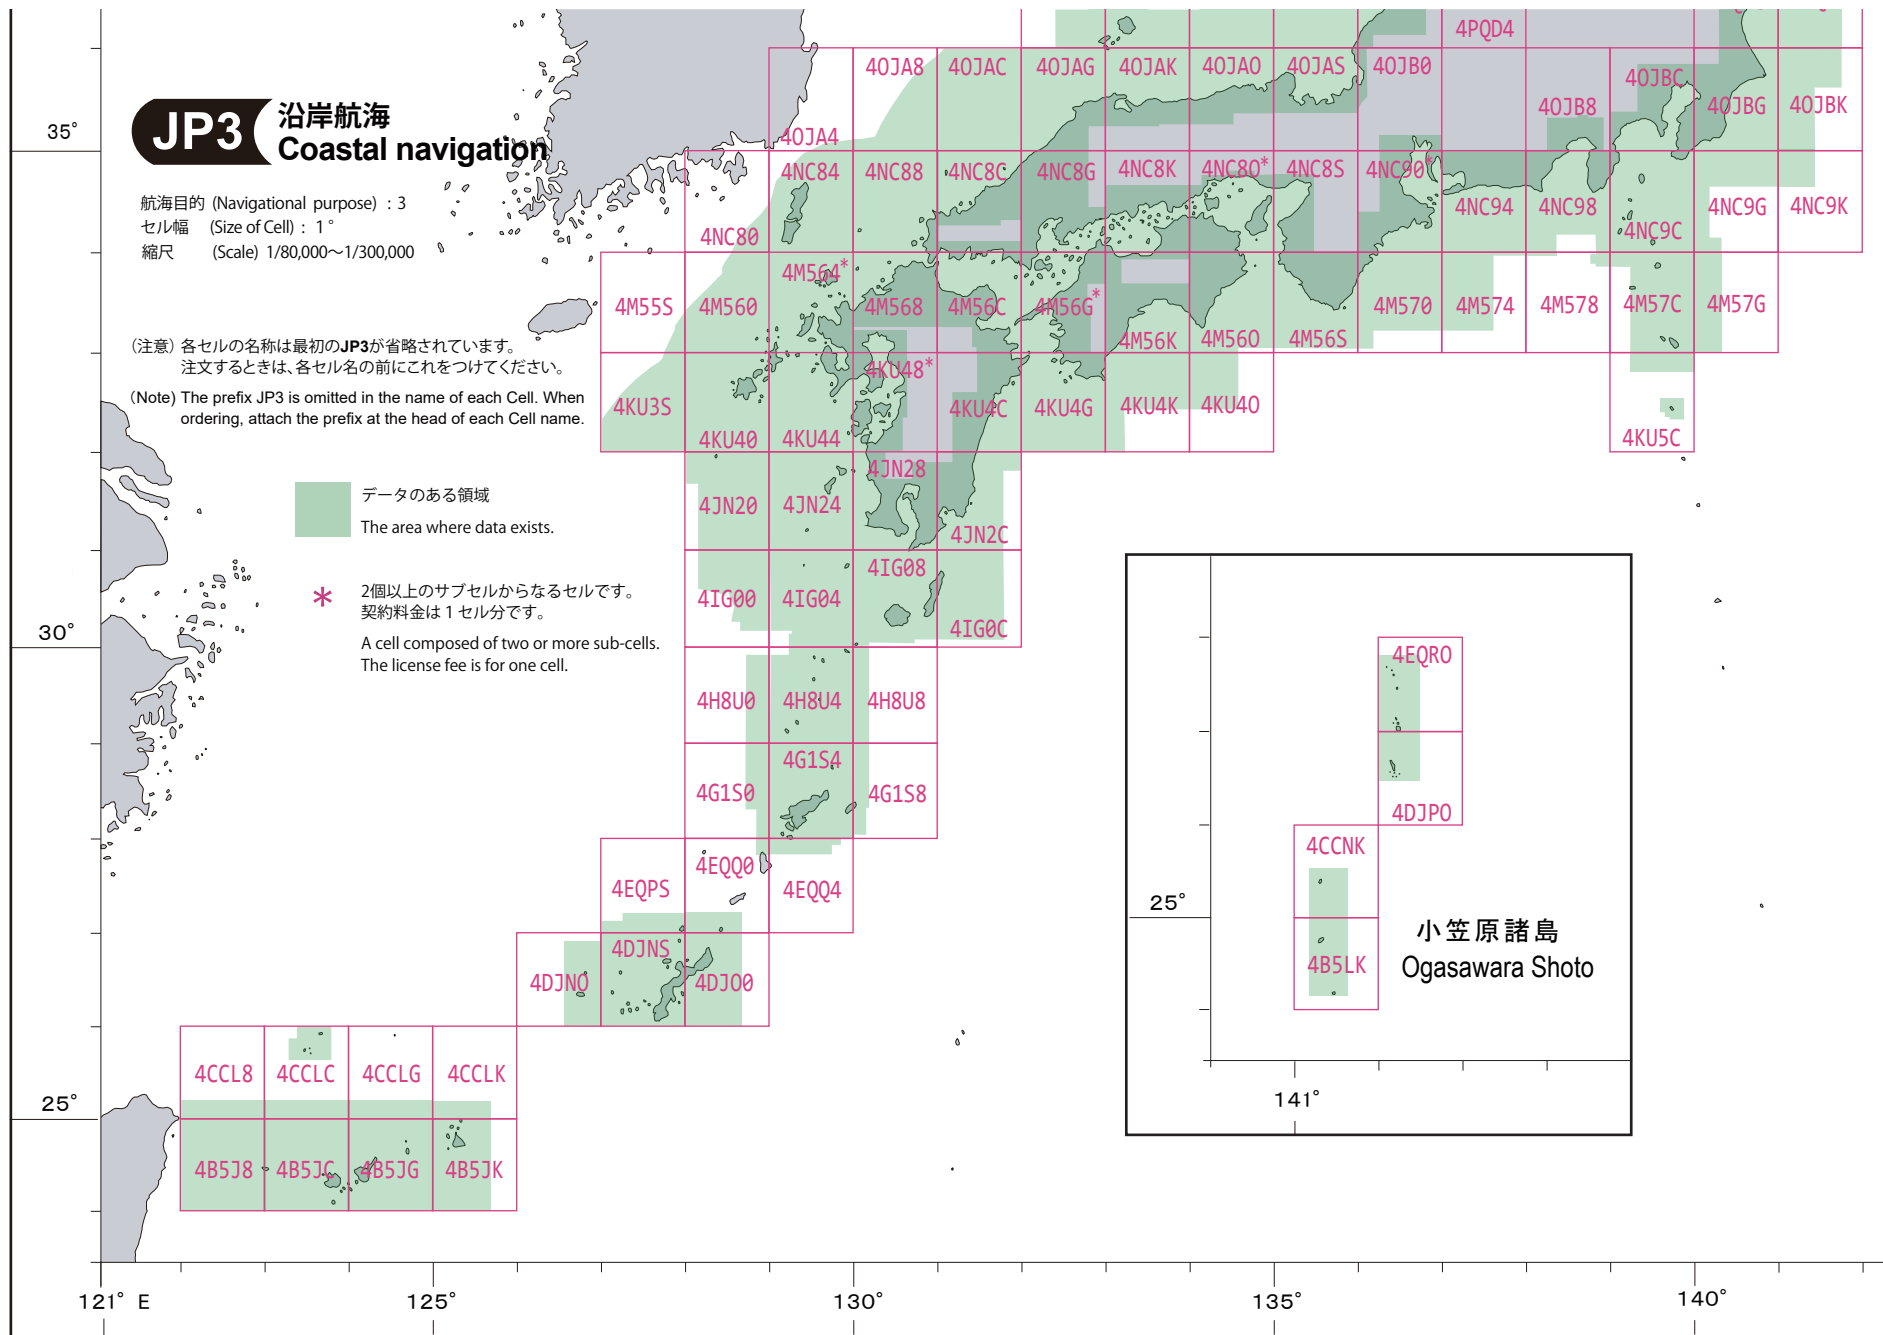 4PQD4
4OJA8 4OJAC 4OJAG 4OJAK 4OJAO 4OJAS 4OJB0 4OJBC
4OJA4 4OJB8 4OJBG 4OJBK
JP3 沿岸航海
Coastal navigation
35°
航海目的 (Navigational purpose) : 3
セル幅 (Size of Cell) : 1°
縮尺 (Scale) 1/80,000～1/300,000
4NC84 4NC88 4NC8C 4NC8G 4NC8K 4NC8O* 4NC8S 4NC90*
4NC94 4NC98 4NC9G 4NC9K
4NC80 4NC9C
4M564*
4M55S 4M560 4M568 4M56C 4M56G* 4M570 4M574 4M578 4M57C 4M57G
4M56K 4M56O 4M56S
(注意) 各セルの名称は最初のJP3が省略されています。
注文するときは、各セル名の前にこれをつけてください。
(Note) The prefix JP3 is omitted in the name of each Cell. When
ordering, attach the prefix at the head of each Cell name.
4KU48*
4KU3S 4KU4C 4KU4G 4KU4K 4KU4O
4KU40 4KU44 4KU5C
4JN28
4JN20 4JN24
4JN2C
データのある領域
The area where data exists.
4IG08
4IG00 4IG04
4IG0C
* 2個以上のサブセルからなるセルです。
契約料金は1セル分です。
A cell composed of two or more sub-cells.
The license fee is for one cell.
30°
4H8U0 4H8U4 4H8U8
4G1S4
4G1S0 4G1S8
4EQQ0
4EQPS 4EQQ4
4DJNS
4DJNO 4DJO0
4CCL8 4CCLC 4CCLG 4CCLK
25°
4B5J8 4B5JC 4B5JG 4B5JK
4EQRO
4DJPO
4CCNK
25°
4B5LK
小笠原諸島
Ogasawara Shoto
141°
121° E 125° 130° 135° 140°